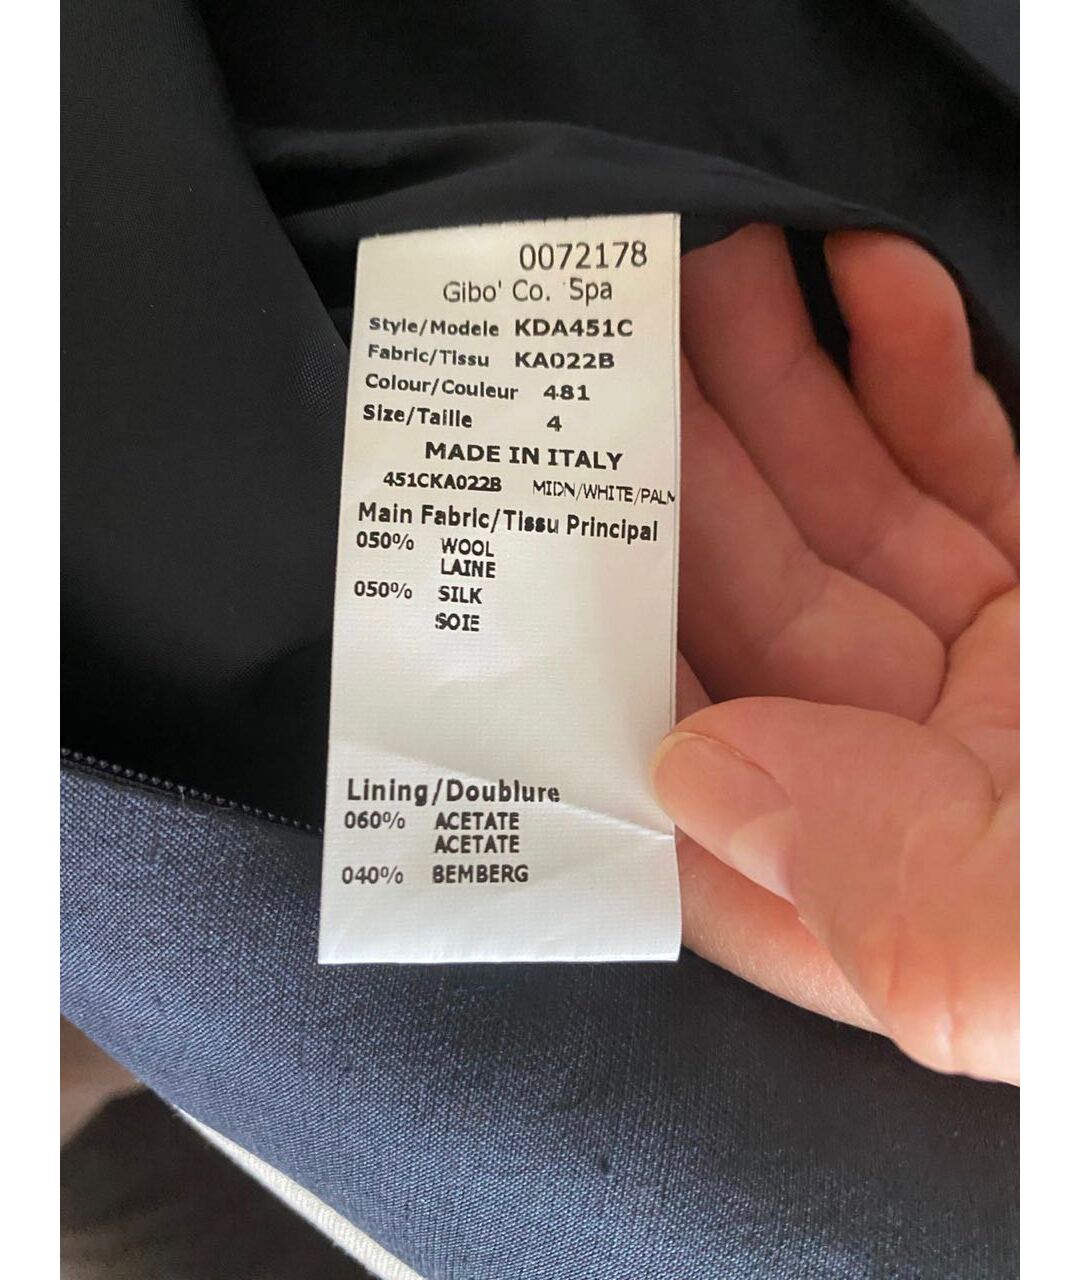 0072178
Gibo' Co. Spa
Style/Modele KDA451C
Fabric/Tissu KA022B
Colour/Couleur 481
Size/Taille 4
MADE IN ITALY
451CKA022B MIDN/WHITE/PALM
Main Fabric/Tissu Principal
050% WOOL
LAINE
050% SILK
SOIE
Lining/Doublure
060% ACETATE
ACETATE
040% BEMBERG